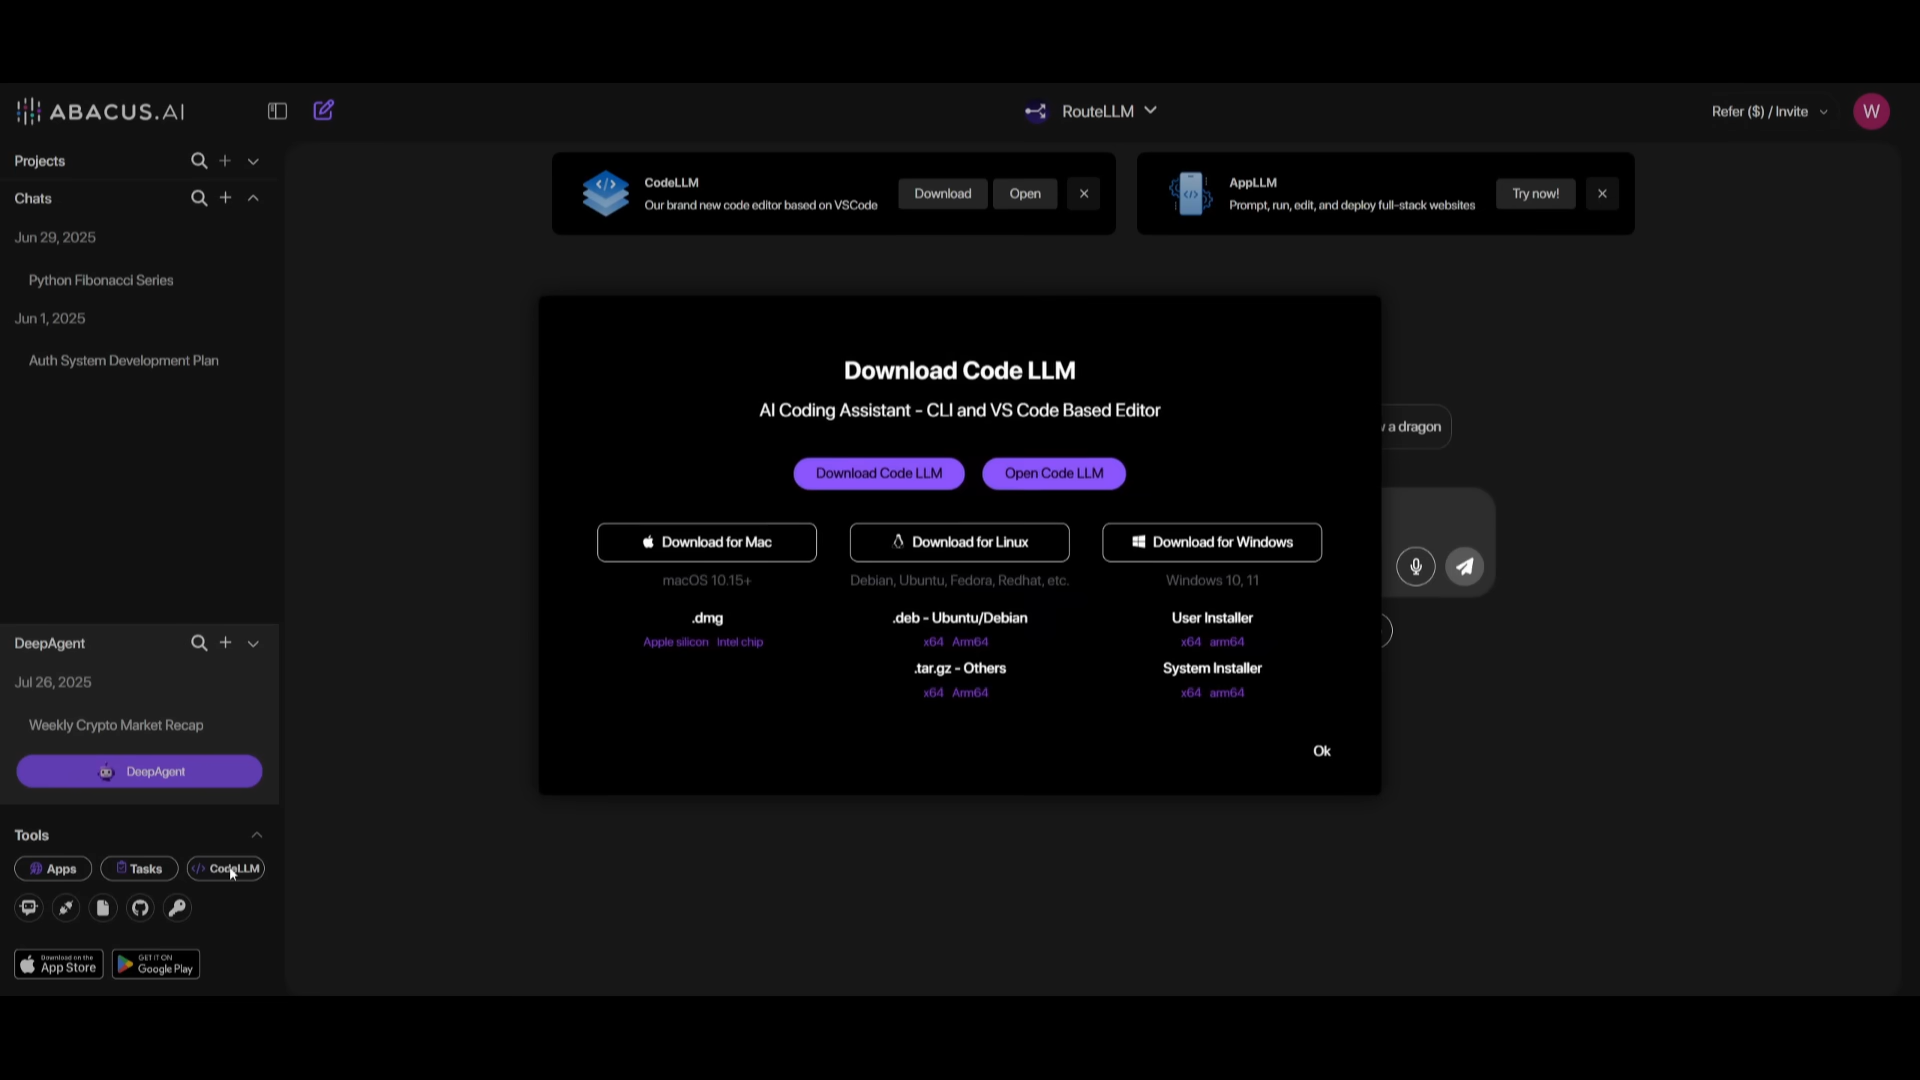 ABACUS.AI
RouteLLM
Refer ($) / Invite
W
Projects
Chats
Jun 29, 2025
Python Fibonacci Series
Jun 1, 2025
Auth System Development Plan
CodeLLM
Our brand new code editor based on VSCode
Download
Open
AppLLM
Prompt, run, edit, and deploy full-stack websites
Try now!
Download Code LLM
AI Coding Assistant - CLI and VS Code Based Editor
Download Code LLM
Open Code LLM
Download for Mac
macOS 10.15+
.dmg
Apple silicon Intel chip
Download for Linux
Debian, Ubuntu, Fedora, Redhat, etc.
.deb - Ubuntu/Debian
x64 Arm64
.tar.gz - Others
x64 Arm64
Download for Windows
Windows 10, 11
User Installer
x64 arm64
System Installer
x64 arm64
Ok
a dragon
DeepAgent
Jul 26, 2025
Weekly Crypto Market Recap
DeepAgent
Tools
Apps
Tasks
CodeLLM
Download on the
App Store
GET IT ON
Google Play